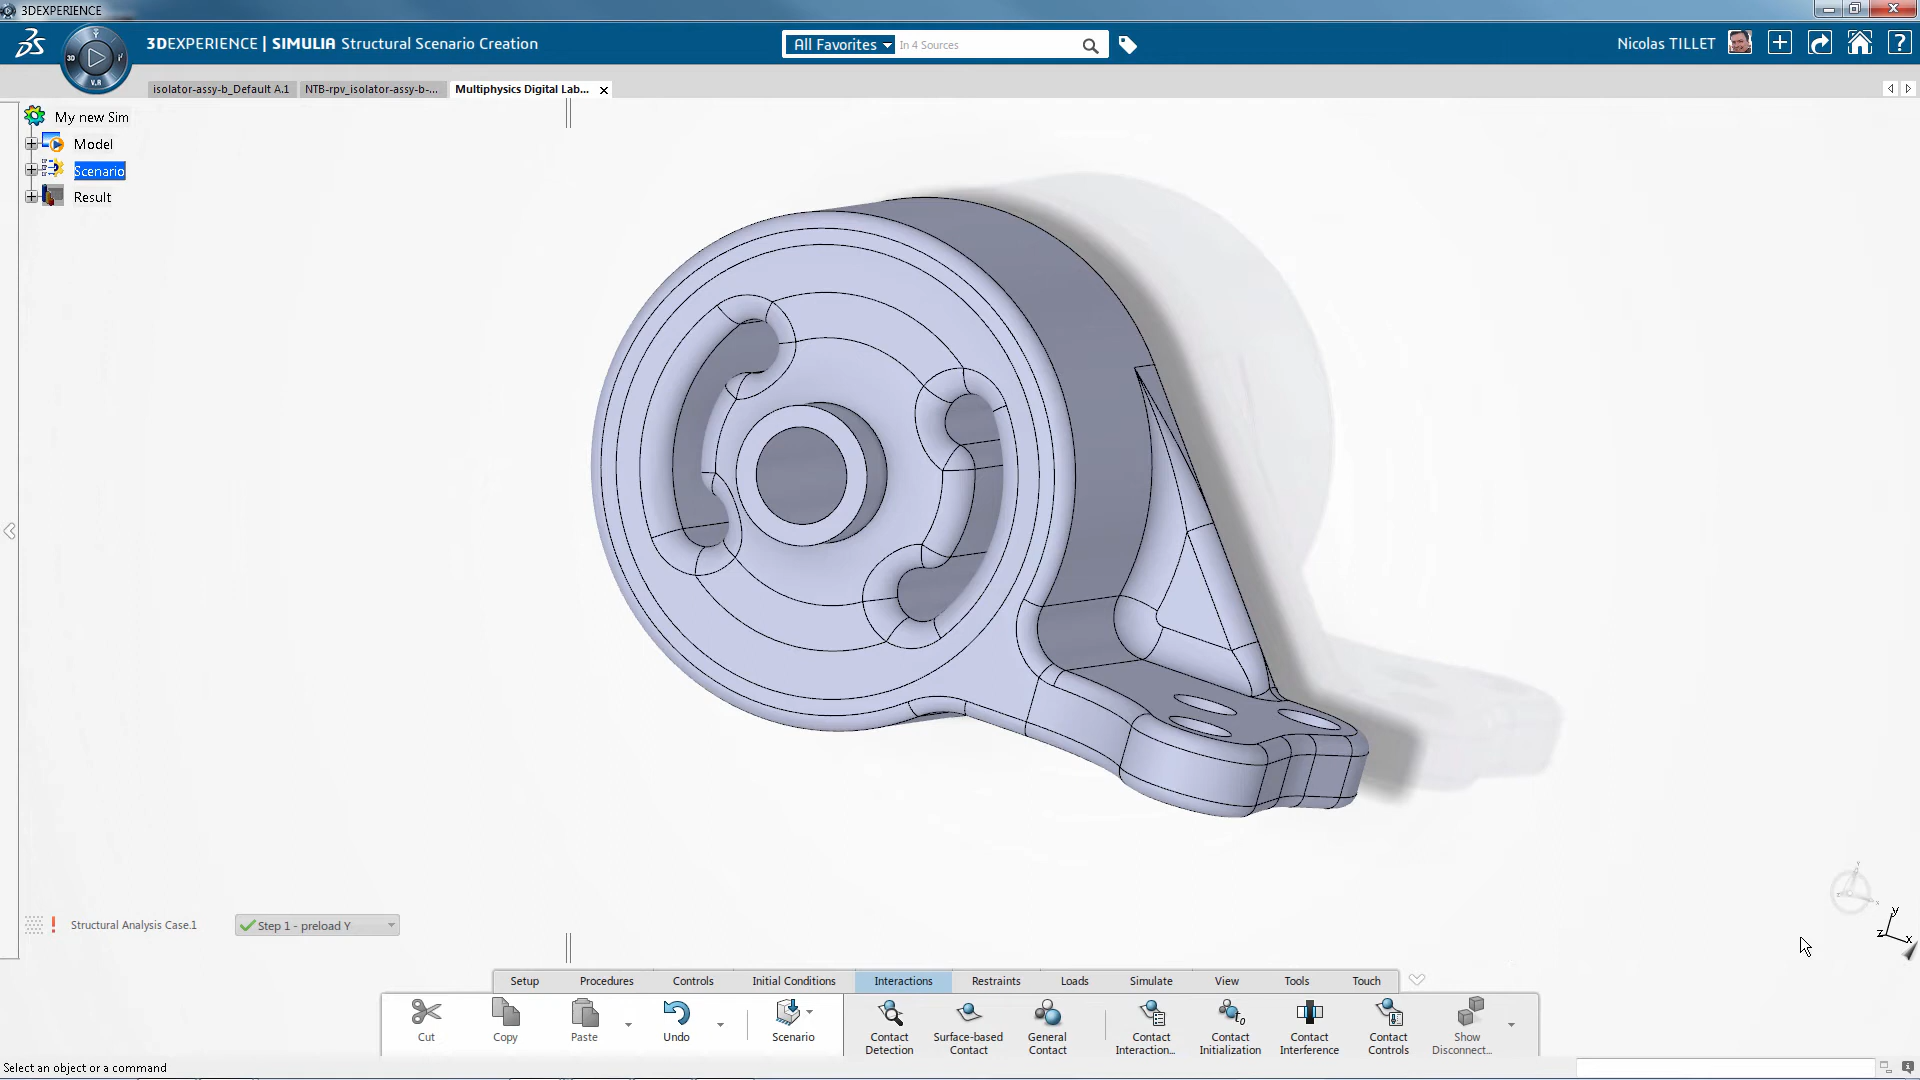 3DEXPERIENCE
3DEXPERIENCE | SIMULIA Structural Scenario Creation
All Favorites
In 4 Sources
Nicolas TILLET
3D
V.R
isolator-assy-b_Default A.1
NTB-rpv_isolator-assy-b-...
Multiphysics Digital Lab...
My new Sim
Model
Scenario
Result
Structural Analysis Case.1
Step 1 - preload Y
y
z
x
Setup
Procedures
Controls
Initial Conditions
Interactions
Restraints
Loads
Simulate
View
Tools
Touch
Cut
Copy
Paste
Undo
Scenario
Contact
Detection
Surface-based
Contact
General
Contact
Contact
Interaction...
Contact
Initialization
Contact
Interference
Contact
Controls
Show
Disconnect...
Select an object or a command